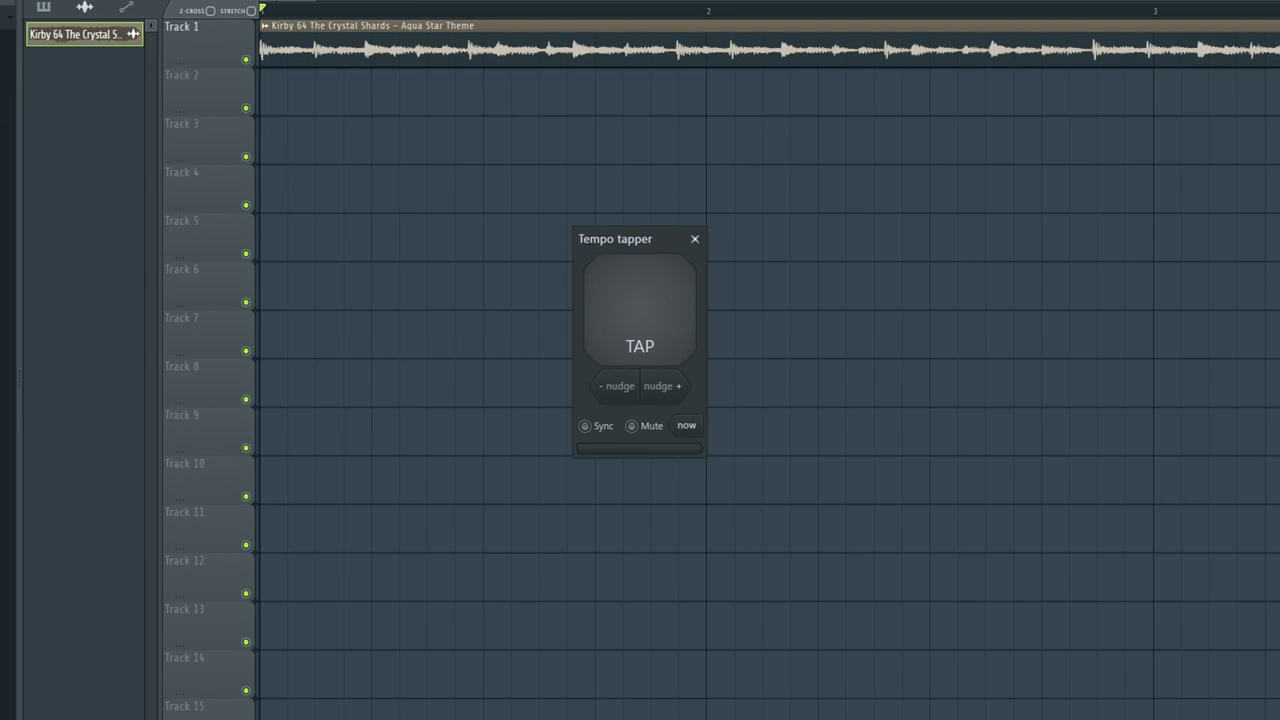 Z-CROSS STRETCH
2 3
Kirby 64 The Crystal S..
Kirby 64 The Crystal Shards - Aqua Star Theme
Track 1
...
Track 2
...
Track 3
...
Track 4
...
Track 5
...
Track 6
...
Track 7
...
Track 8
...
Track 9
...
Track 10
...
Track 11
...
Track 12
...
Track 13
...
Track 14
...
Track 15
Tempo tapper
TAP
- nudge nudge +
Sync Mute now